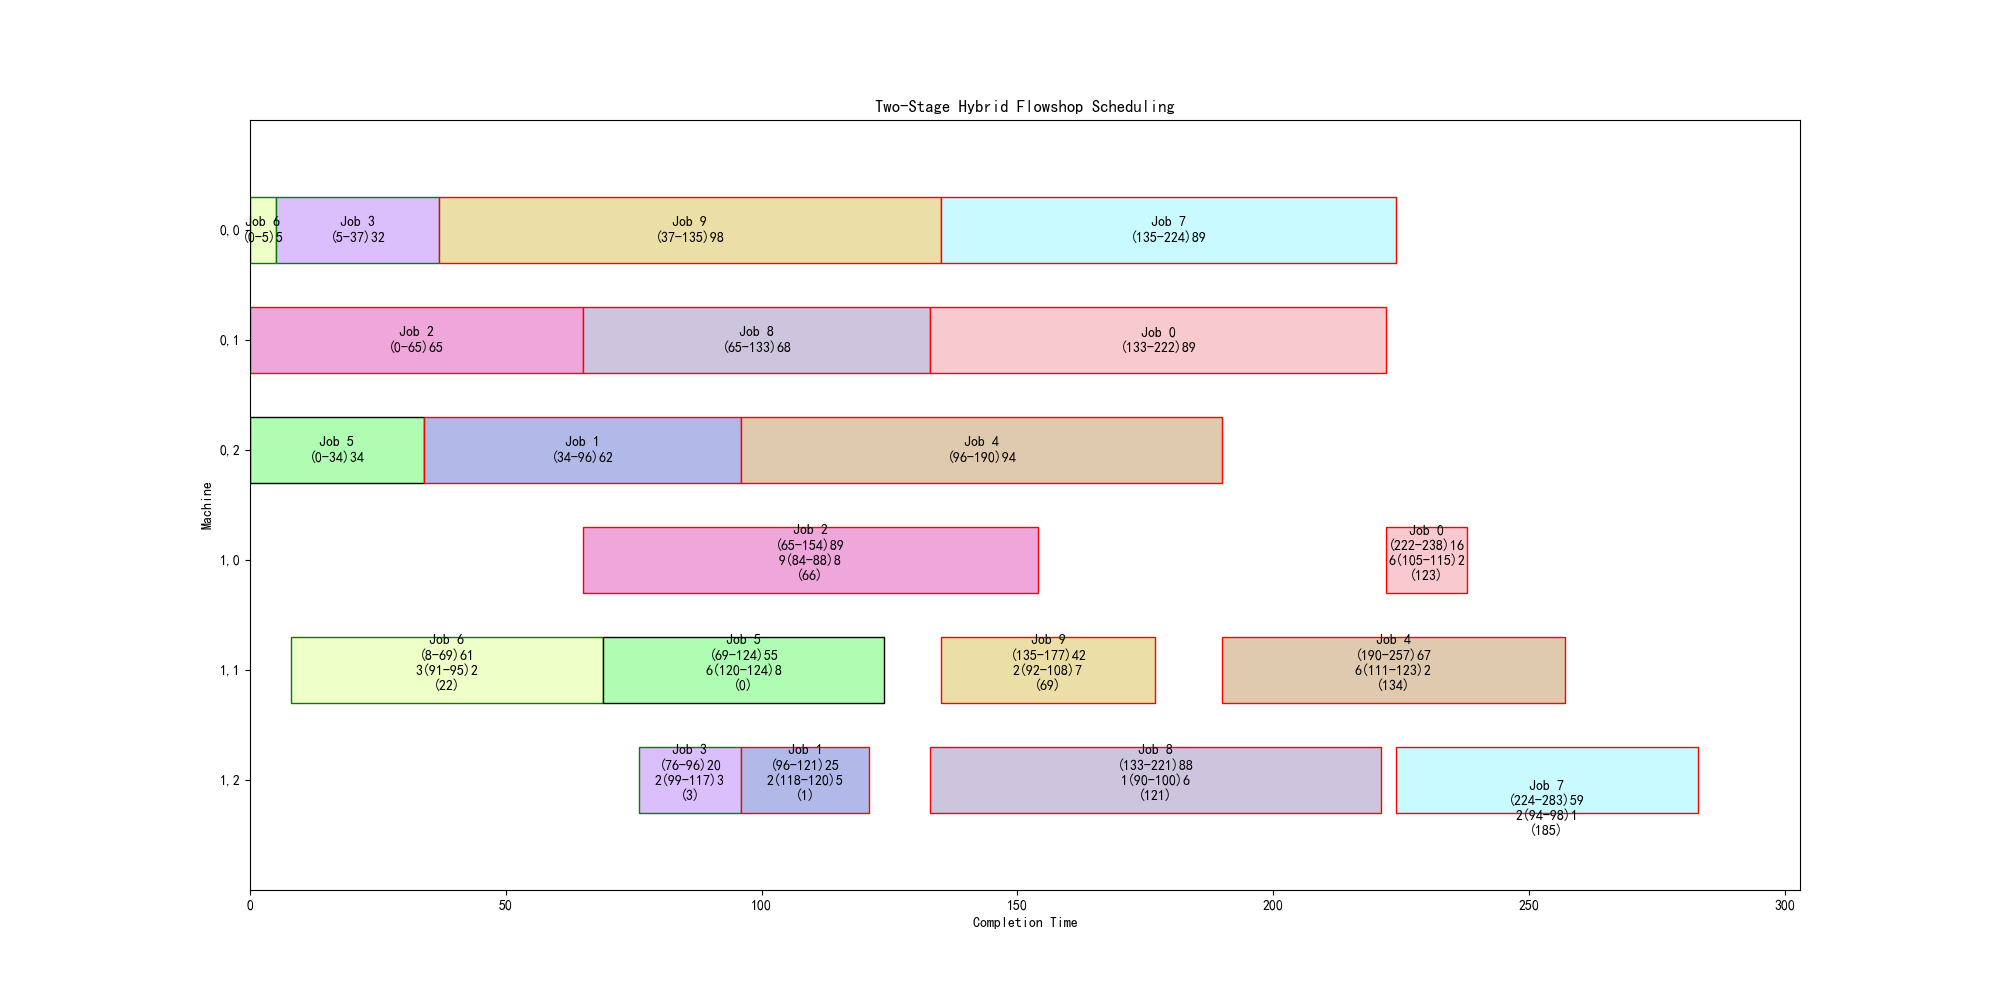 Two-Stage Hybrid Flowshop Scheduling
Machine
0,0
Job 6
(0-5)5
Job 3
(5-37)32
Job 9
(37-135)98
Job 7
(135-224)89
0,1
Job 2
(0-65)65
Job 8
(65-133)68
Job 0
(133-222)89
0,2
Job 5
(0-34)34
Job 1
(34-96)62
Job 4
(96-190)94
1,0
Job 2
(65-154)89
9(84-88)8
(66)
Job 0
(222-238)16
6(105-115)2
(123)
1,1
Job 6
(8-69)61
3(91-95)2
(22)
Job 5
(69-124)55
6(120-124)8
(0)
Job 9
(135-177)42
2(92-108)7
(69)
Job 4
(190-257)67
6(111-123)2
(134)
1,2
Job 3
(76-96)20
2(99-117)3
(3)
Job 1
(96-121)25
2(118-120)5
(1)
Job 8
(133-221)88
1(90-100)6
(121)
Job 7
(224-283)59
2(94-98)1
(185)
0
50
100
150
200
250
300
Completion Time